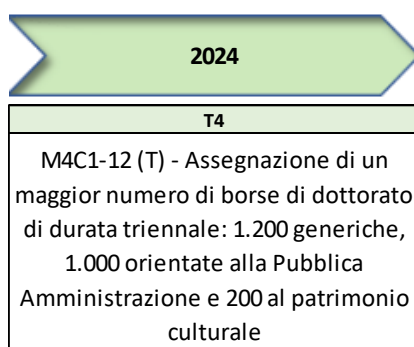 2024
T4
M4C1-12 (T) - Assegnazione di un
maggior numero di borse di dottorato
di durata triennale: 1.200 generiche,
1.000 orientate alla Pubblica
Amministrazione e 200 al patrimonio
culturale